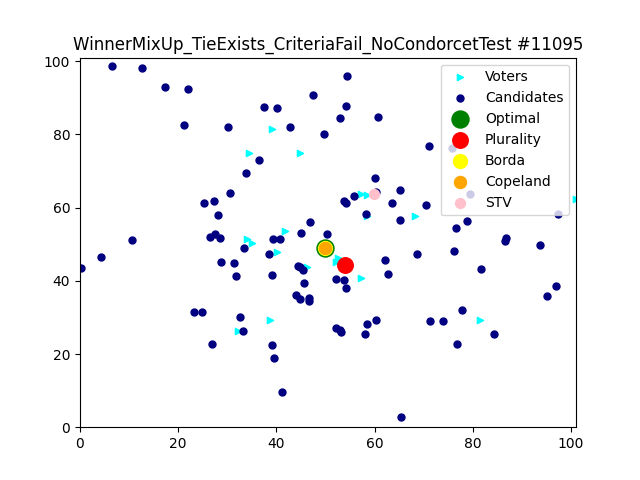 WinnerMixUp_TieExists_CriteriaFail_NoCondorcetTest #11095
100
80
60
40
20
0
0 20 40 60 80 100
Voters
Candidates
Optimal
Plurality
Borda
Copeland
STV